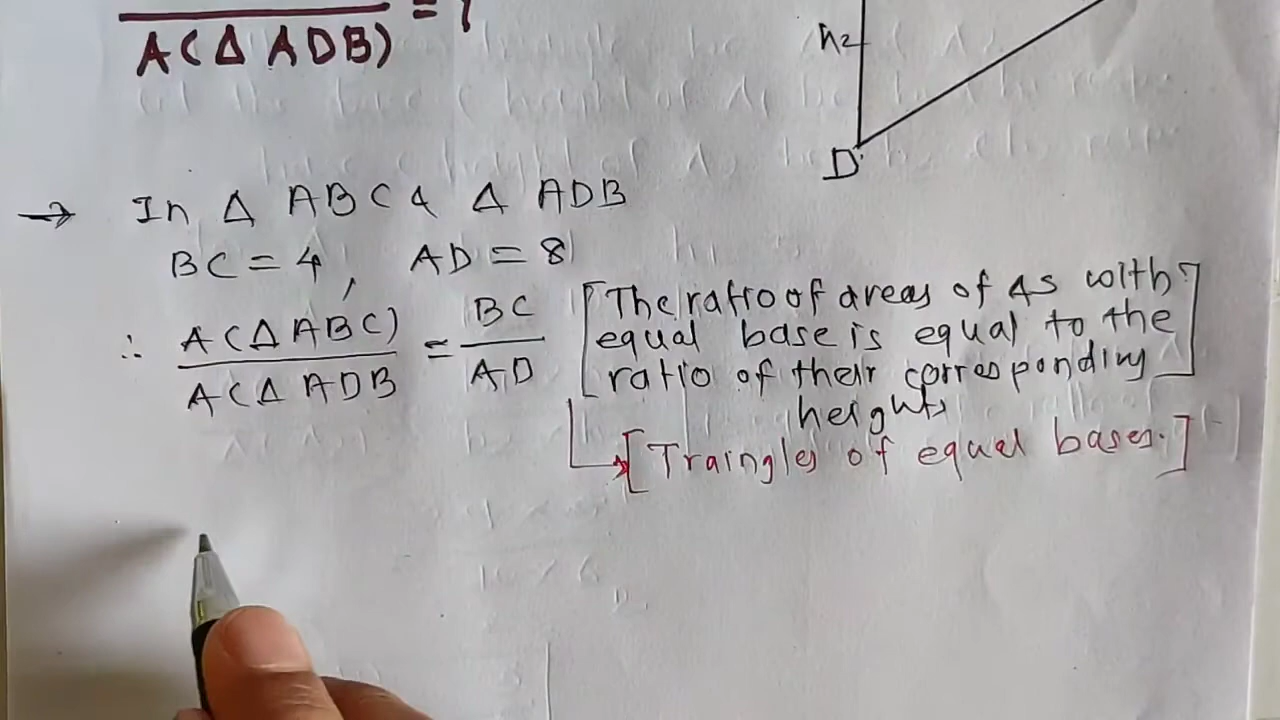 = ?
A(Δ ADB)
h2
D
→ In Δ ABC & Δ ADB
BC = 4, AD = 8
∴ A(Δ ABC) / A(Δ ADB = BC / AD
[The ratio of areas of Δs with
equal base is equal to the
ratio of their corresponding]
heights
[Traingles of equal bases.]